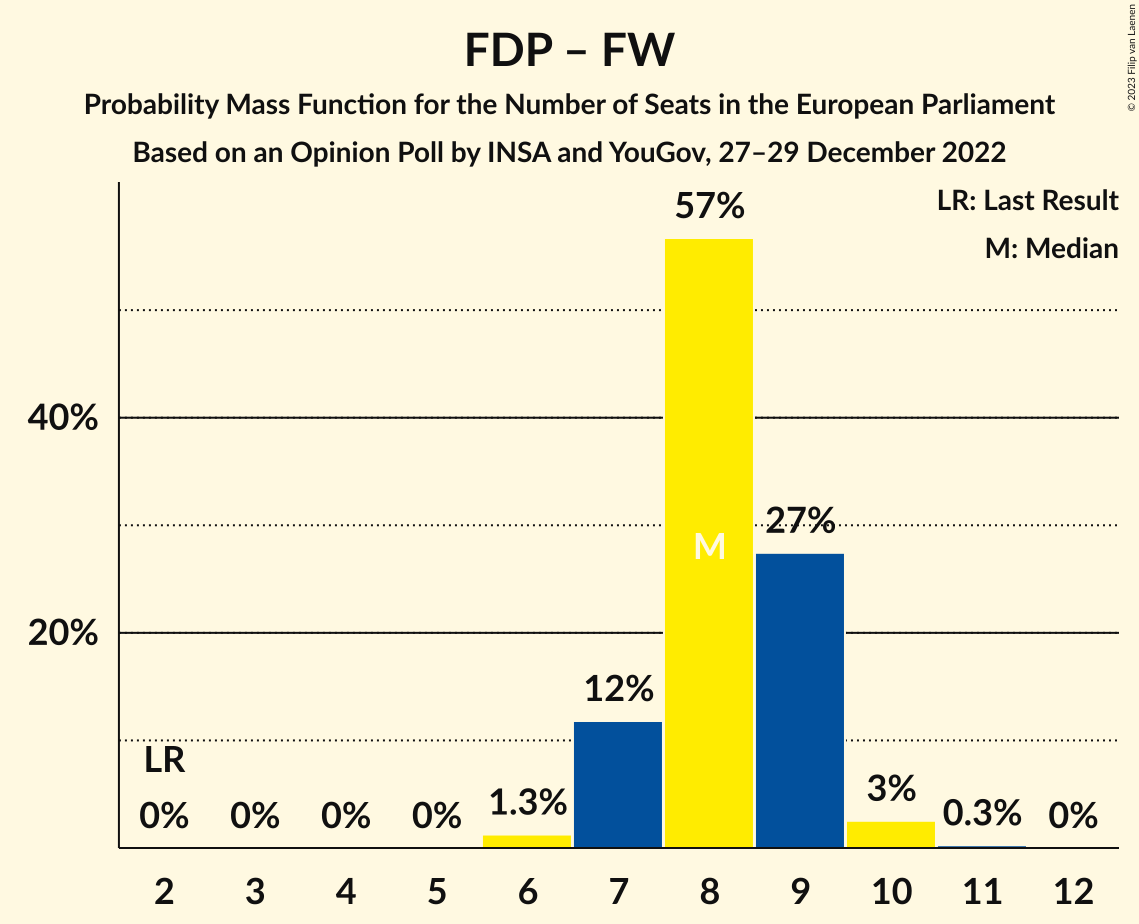 FDP – FW
Probability Mass Function for the Number of Seats in the European Parliament
Based on an Opinion Poll by INSA and YouGov, 27–29 December 2022
© 2023 Filip van Laenen
LR: Last Result
M: Median
57%
40%
27%
M
20%
12%
LR
0% 0% 0% 0% 1.3% 3% 0.3% 0%
2 3 4 5 6 7 8 9 10 11 12